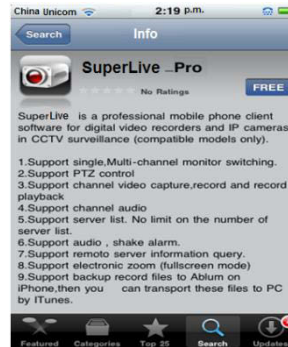 China Unicom 2:19 p.m.
Search Info
SuperLive -Pro
No Ratings FREE
SuperLive is a professional mobile phone client
software for digital video recorders and IP cameras
in CCTV surveillance (compatible models only).
1.Support single,Multi-channel monitor switching.
2.Support PTZ control
3.Support channel video capture,record and record
playback
4.Support channel audio
5.Support server list. No limit on the number of
server list.
6.Support audio , shake alarm.
7.Support remoto server information query.
8.Support electronic zoom (fullscreen mode)
9.Support backup record files to Ablum on
iPhone,then you can transport these files to PC
by ITunes.
Featured Categories Top 25 Search Updates